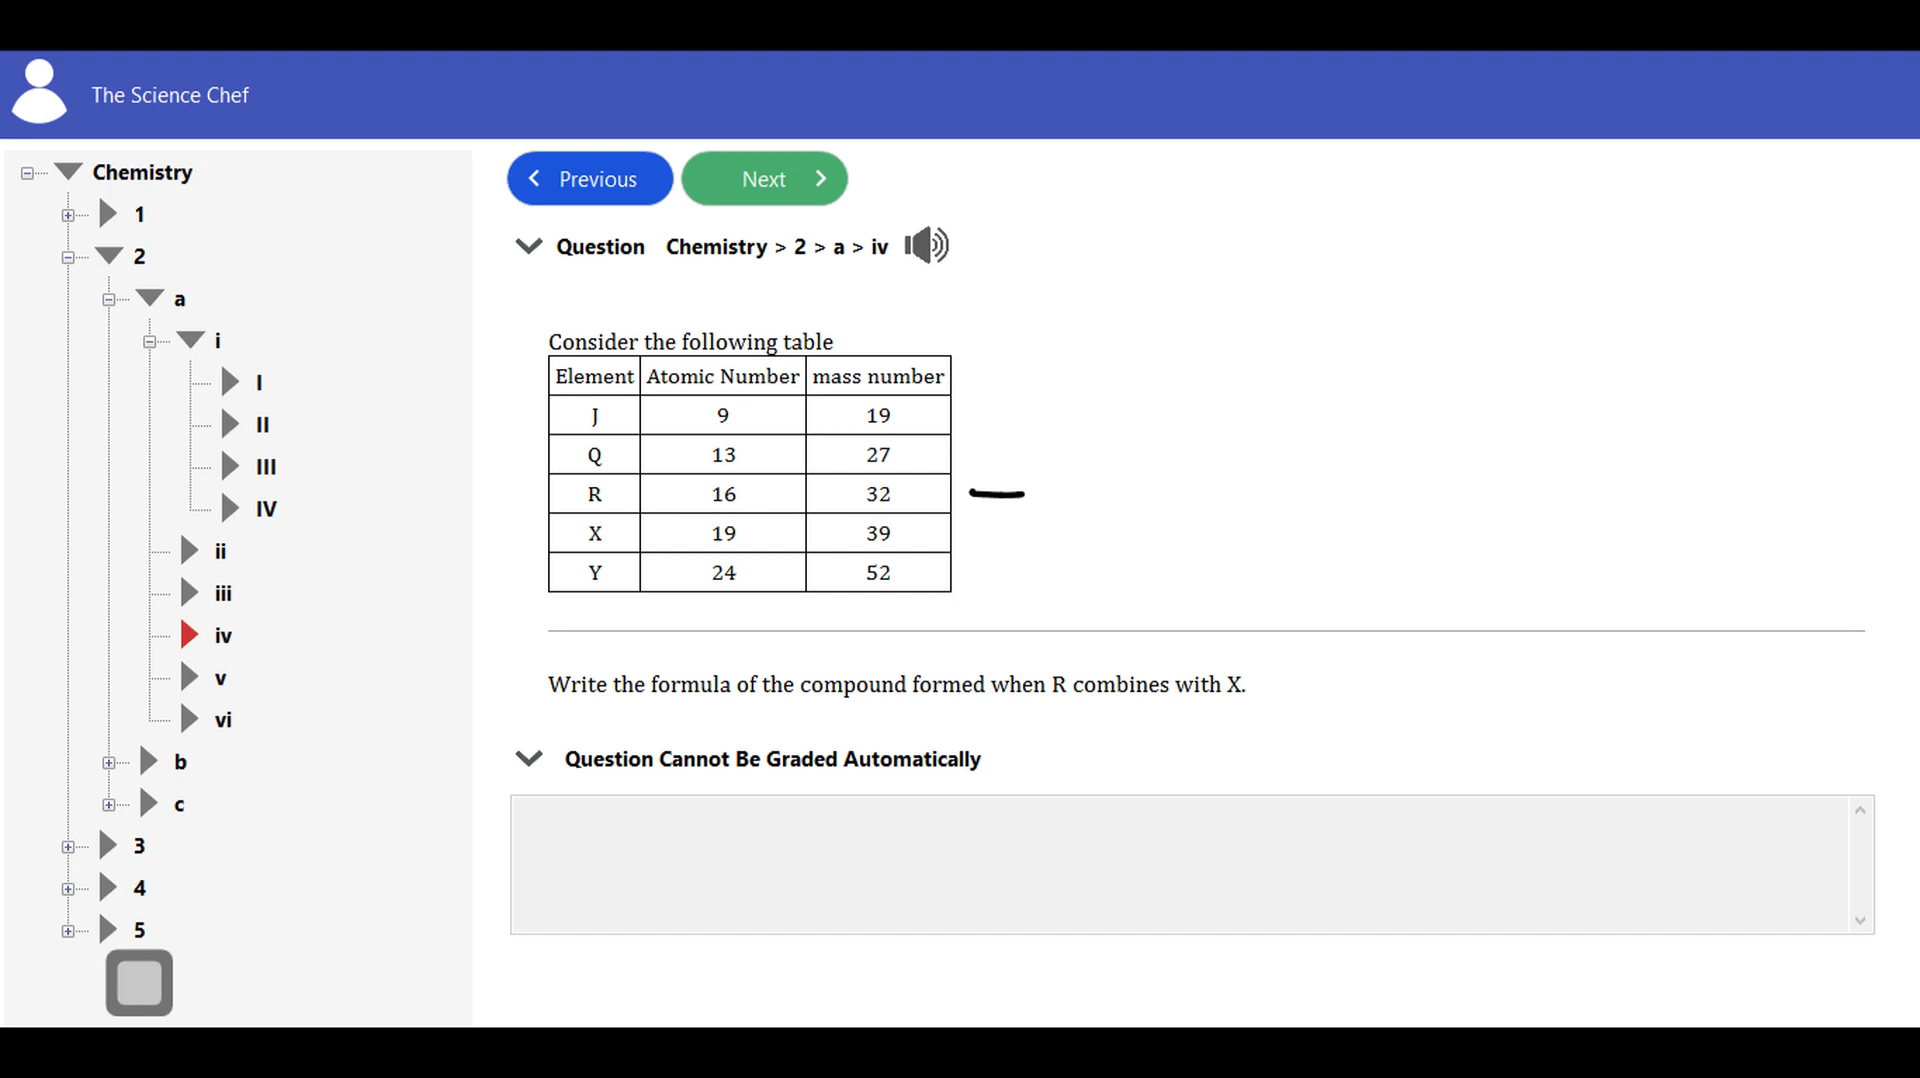 The Science Chef
Chemistry
1
2
a
i
I
II
III
IV
ii
iii
iv
v
vi
b
c
3
4
5
Previous
Next
Question Chemistry > 2 > a > iv
Consider the following table
Element Atomic Number mass number
J 9 19
Q 13 27
R 16 32
X 19 39
Y 24 52
Write the formula of the compound formed when R combines with X.
Question Cannot Be Graded Automatically